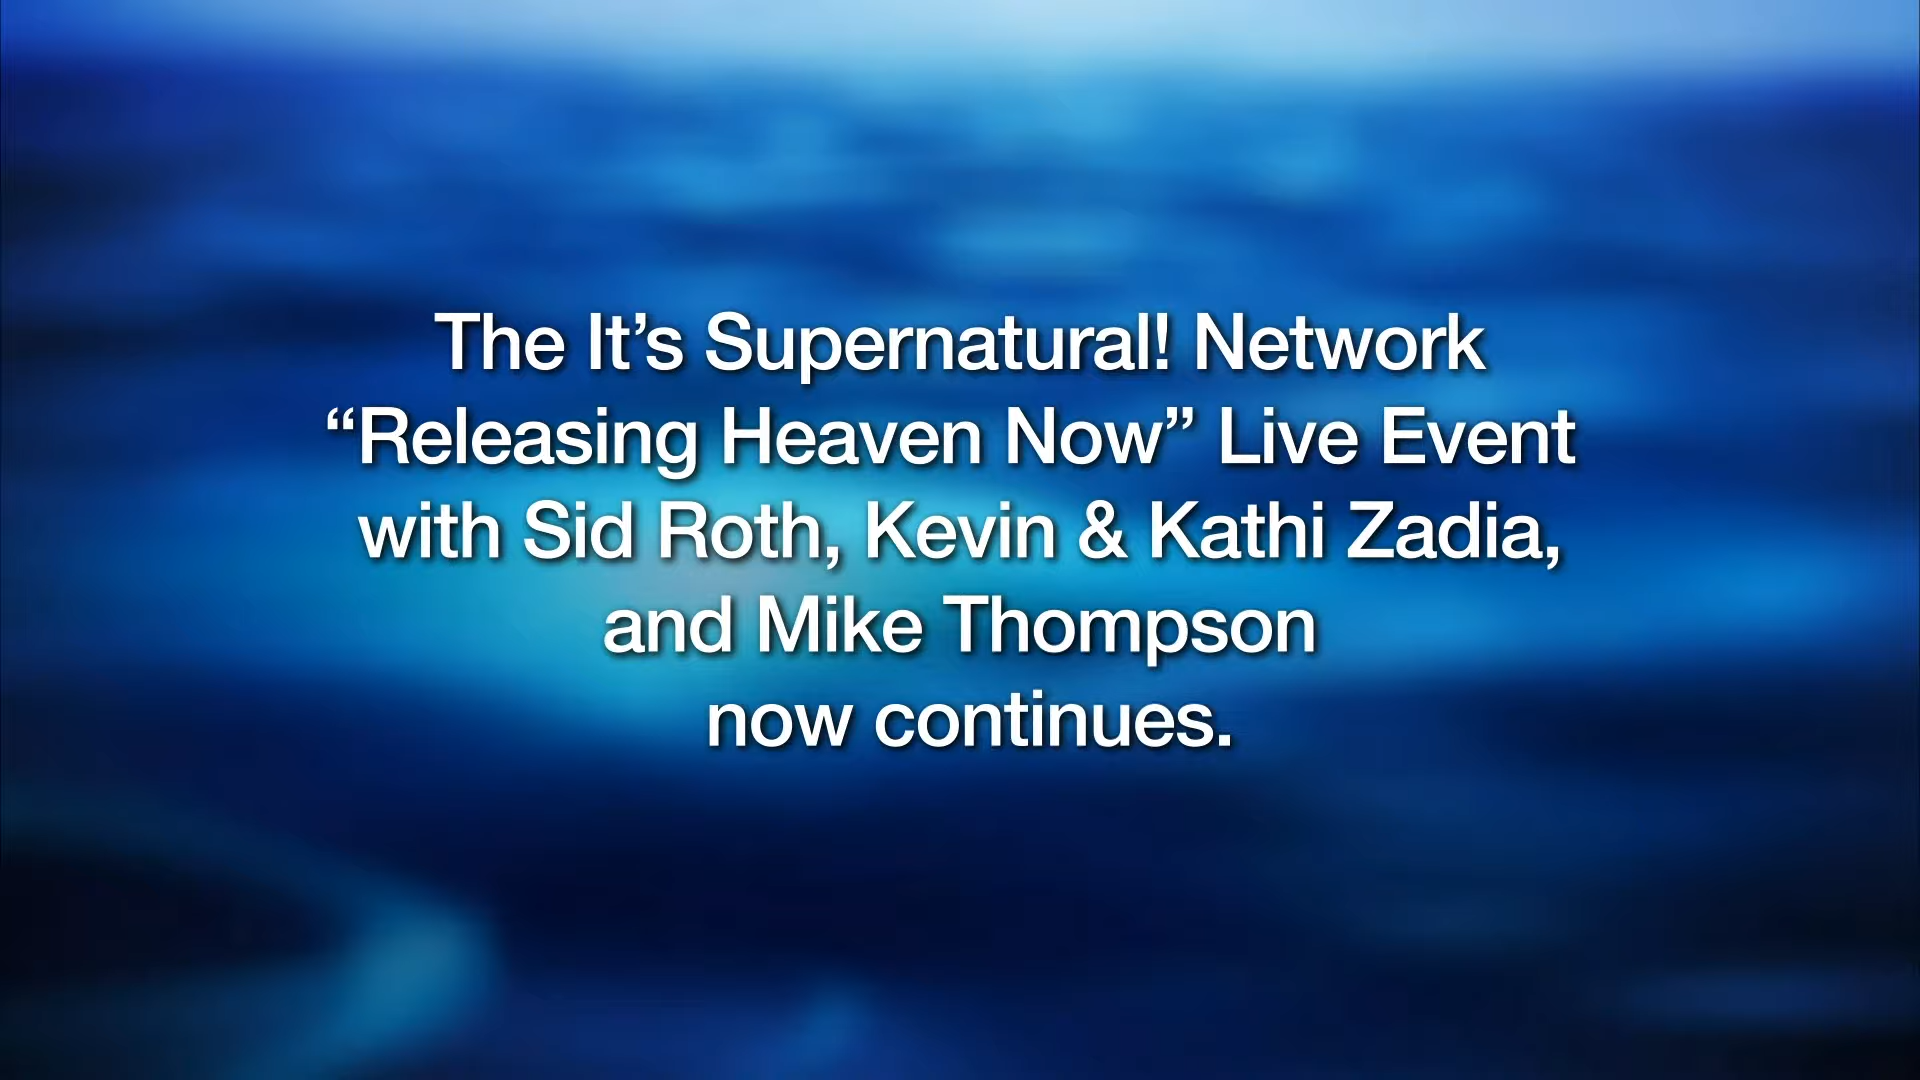 The It’s Supernatural! Network
“Releasing Heaven Now” Live Event
with Sid Roth, Kevin & Kathi Zadia,
and Mike Thompson
now continues.